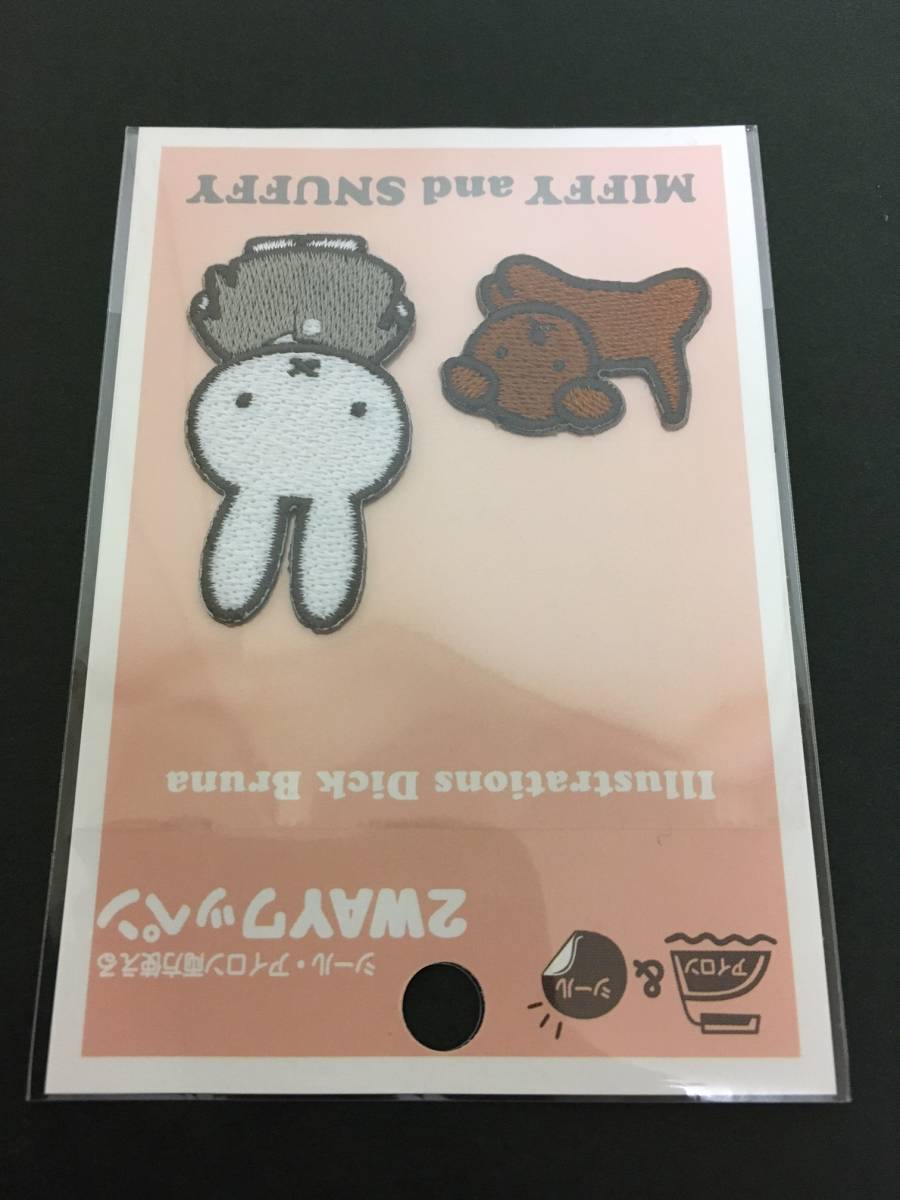 アイロン
&
シール
シール・アイロン両方使える
2WAYワッペン
Illustrations Dick Bruna
MIFFY and SNUFFY